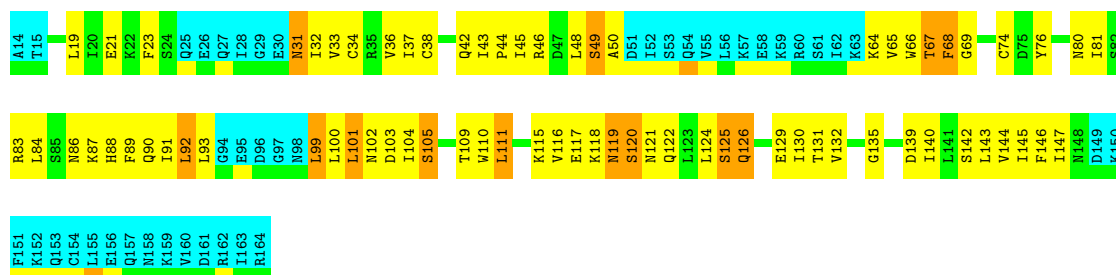 A14 T15 L19 I20 E21 K22 F23 S24 Q25 E26 Q27 I28 G29 E30 N31 I32 V33 C34 R35 V36 I37 C38 Q42 I43 P44 I45 R46 D47 L48 S49 A50 D51 I52 S53 Q54 V55 L56 K57 E58 K59 R60 S61 I62 K63 K64 V65 W66 T67 F68 G69 C74 D75 Y76 N80 I81 S82
R83 L84 S85 N86 K87 H88 F89 Q90 I91 L92 L93 G94 E95 D96 G97 N98 L99 L100 L101 N102 D103 I104 S105 T109 W110 L111 K115 V116 E117 K118 N119 S120 N121 Q122 L123 L124 S125 Q126 E129 I130 T131 V132 G135 D139 I140 L141 S142 L143 V144 I145 F146 I147 N148 D149 K150
F151 K152 Q153 C154 L155 E156 Q157 N158 K159 V160 D161 R162 I163 R164